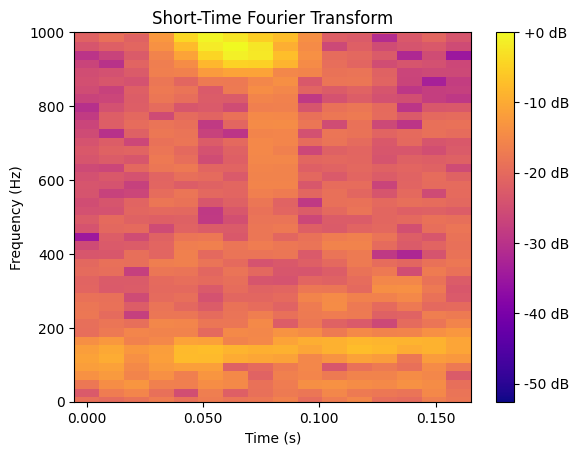 Short-Time Fourier Transform
1000
800
600
400
200
0
Frequency (Hz)
0.000
0.050
0.100
0.150
Time (s)
+0 dB
-10 dB
-20 dB
-30 dB
-40 dB
-50 dB